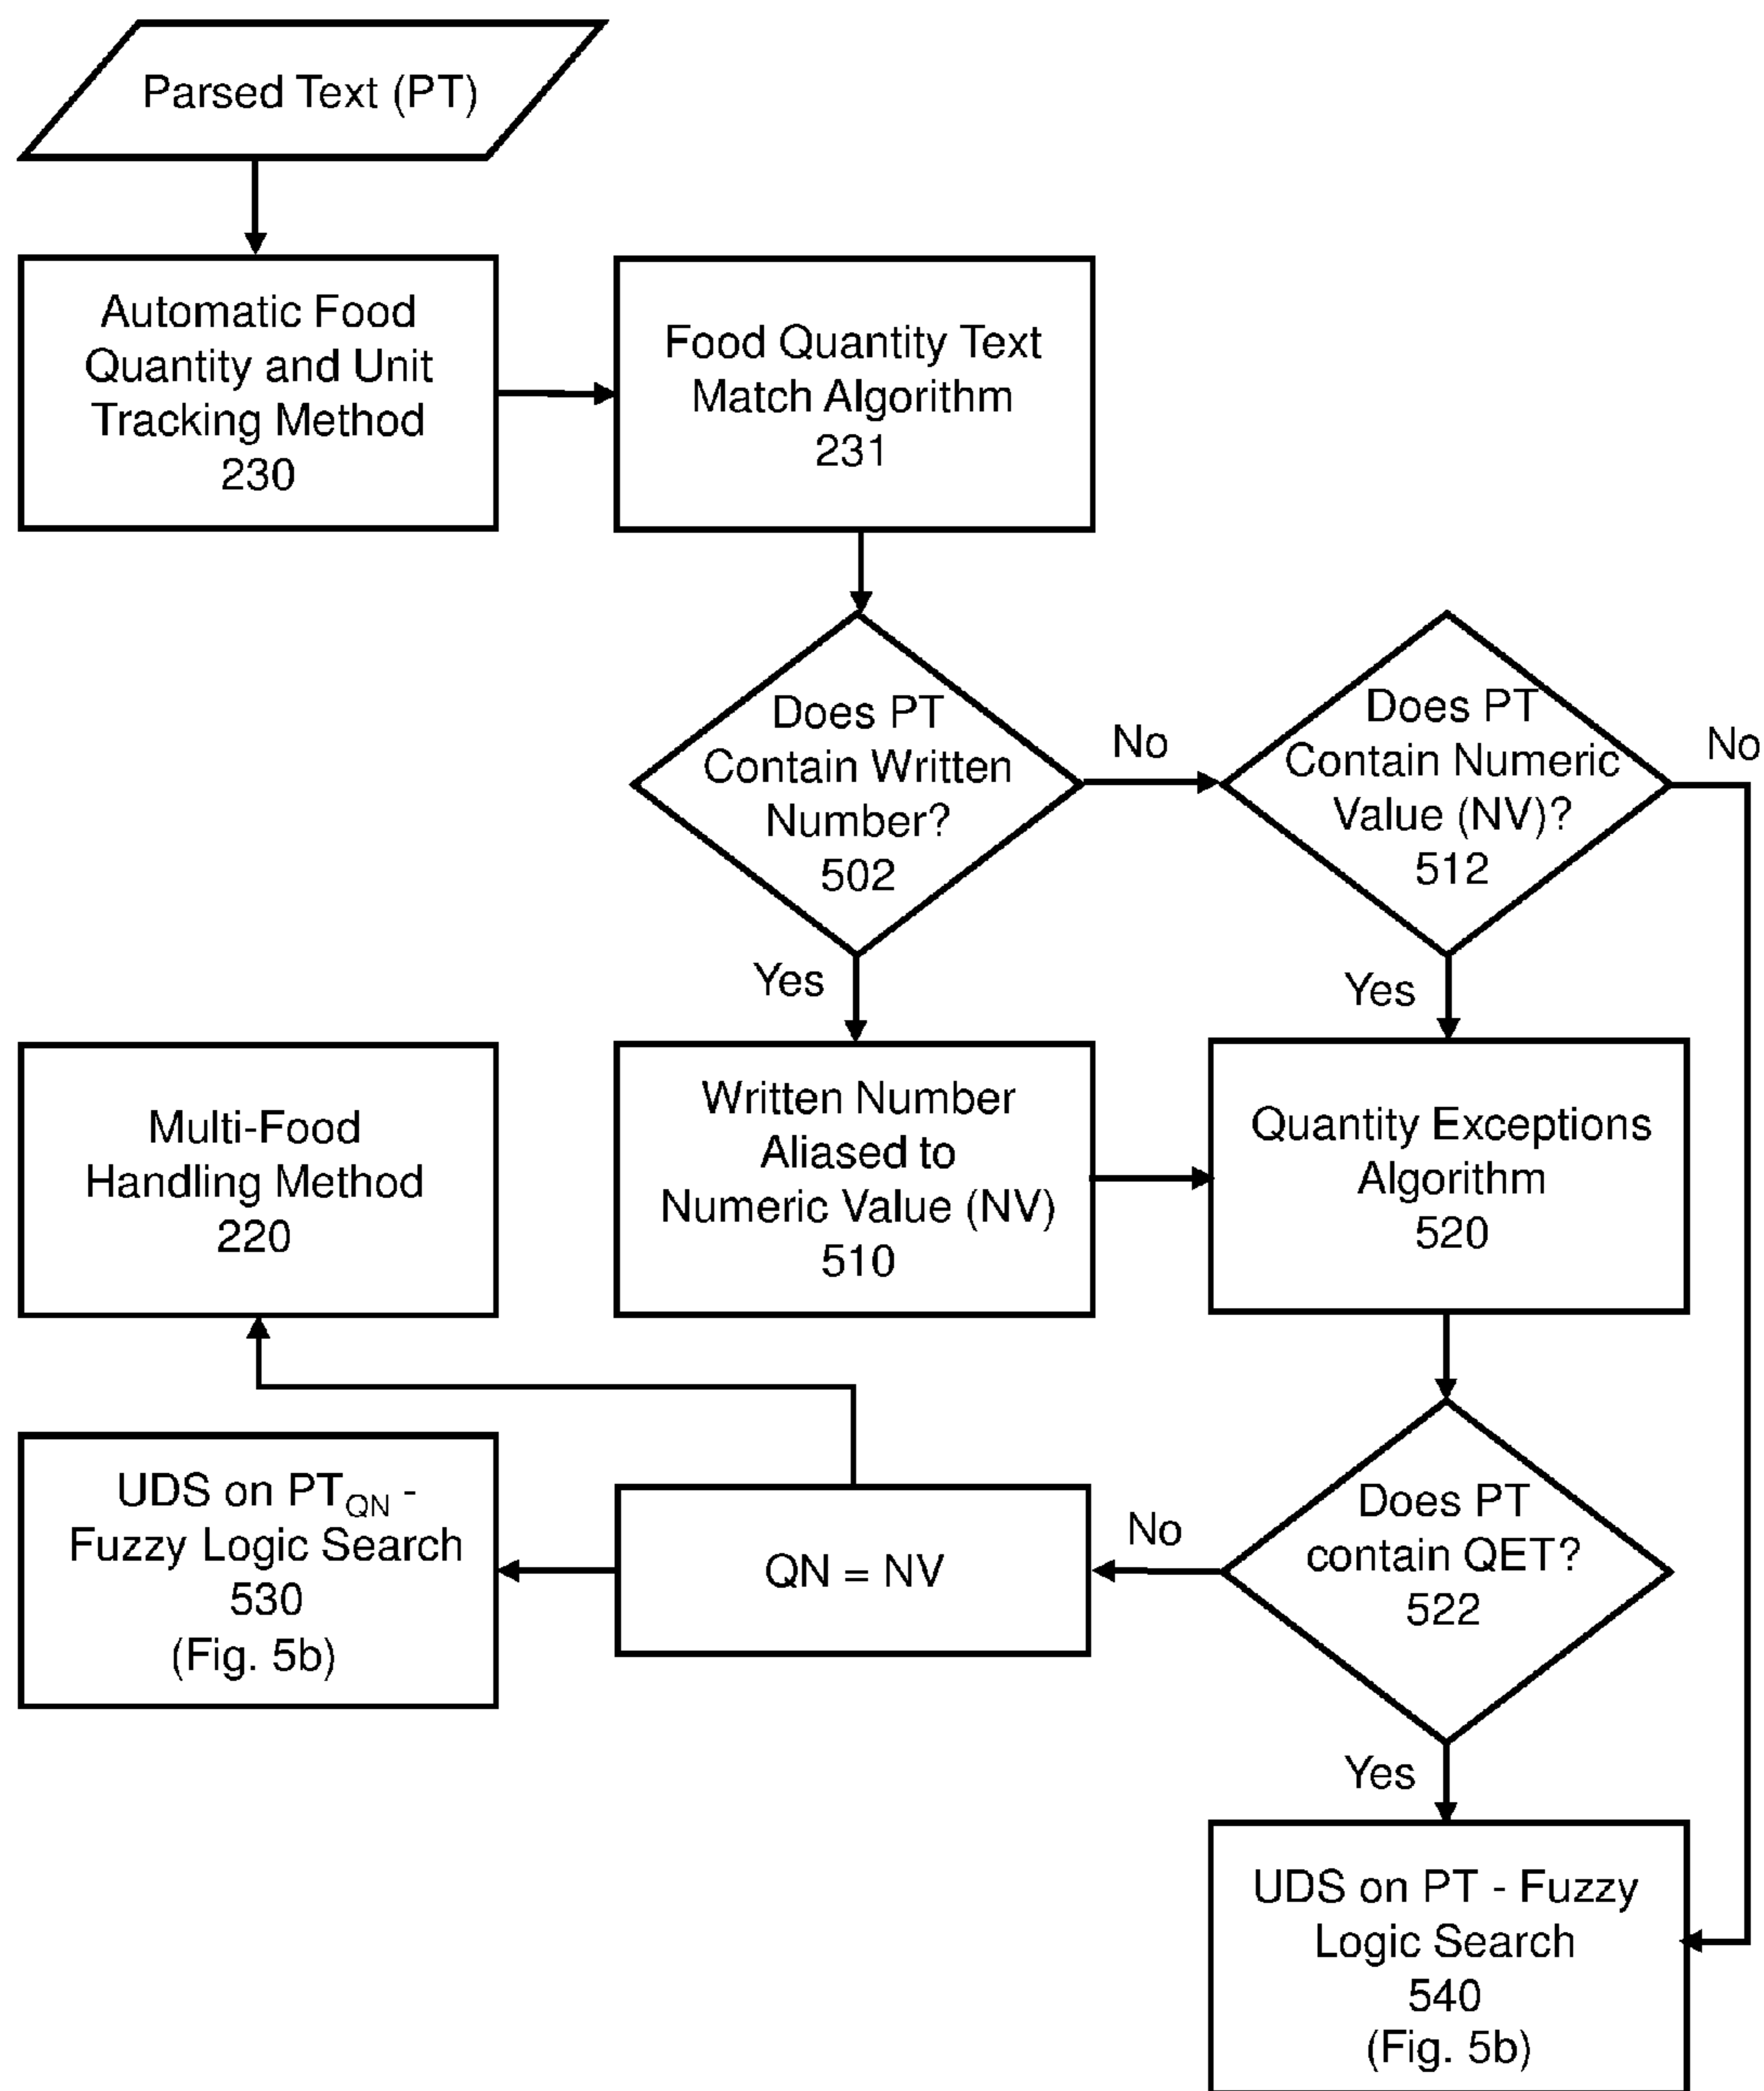 Parsed Text (PT)
Automatic Food
Quantity and Unit
Tracking Method
230
Food Quantity Text
Match Algorithm
231
Does PT
Contain Written
Number?
502
No
Does PT
Contain Numeric
Value (NV)?
512
No
Yes
Yes
Multi-Food
Handling Method
220
Written Number
Aliased to
Numeric Value (NV)
510
Quantity Exceptions
Algorithm
520
UDS on PTQN -
Fuzzy Logic Search
530
(Fig. 5b)
QN = NV
No
Does PT
contain QET?
522
Yes
UDS on PT - Fuzzy
Logic Search
540
(Fig. 5b)